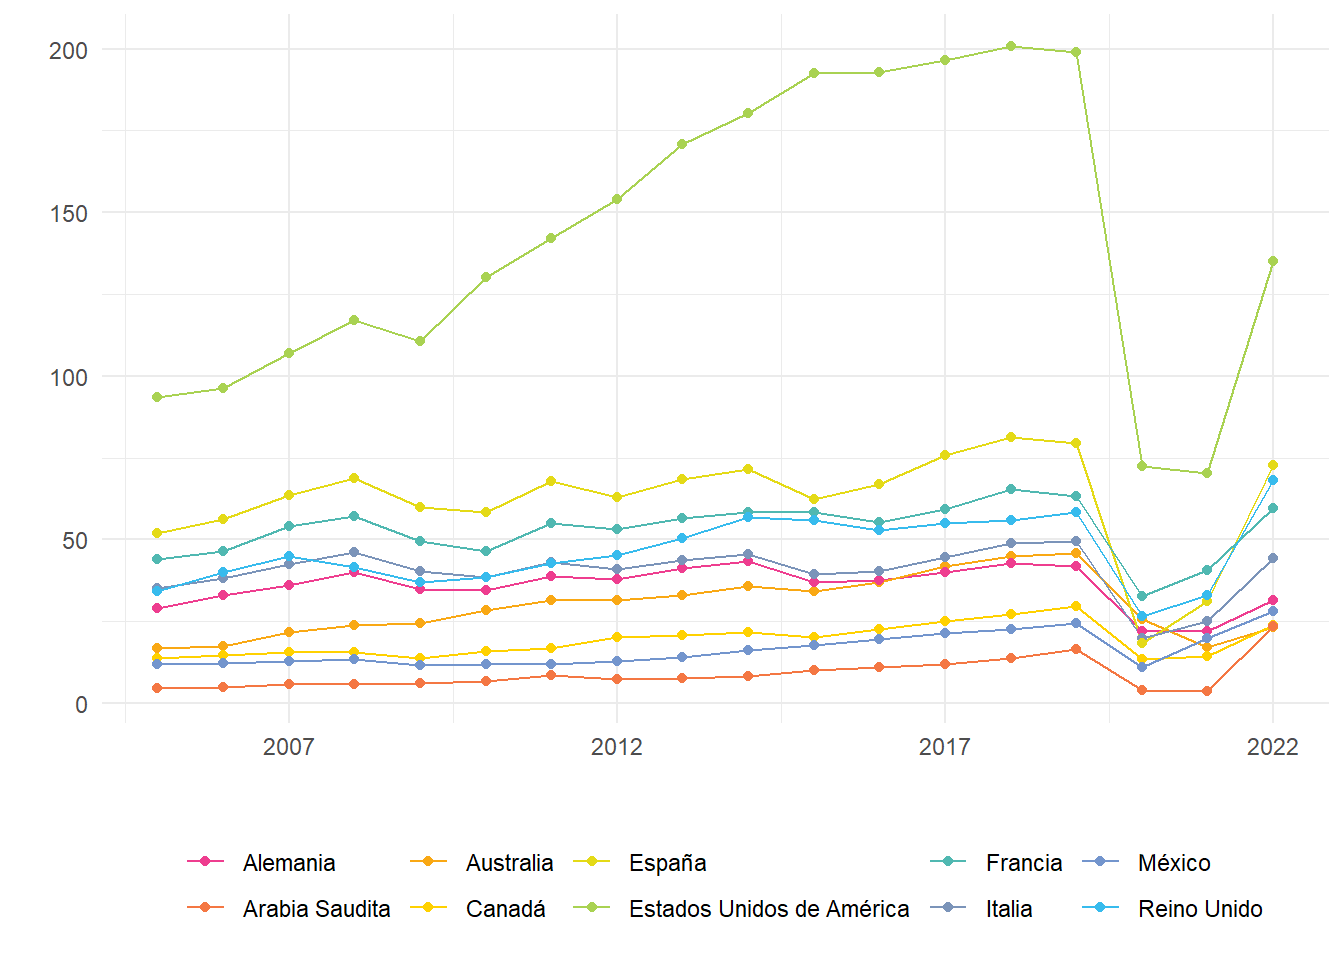 200
150
100
50
0
2007 2012 2017 2022
Alemania Australia España Francia México
Arabia Saudita Canadá Estados Unidos de América Italia Reino Unido